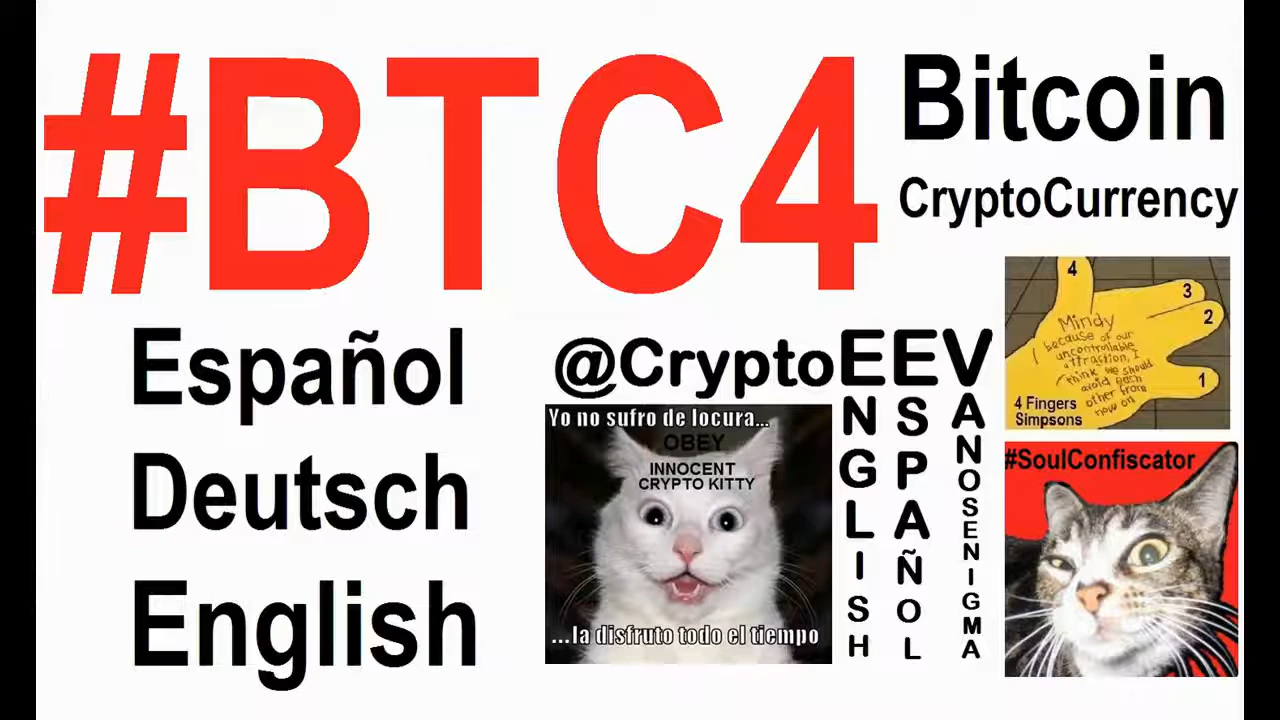 #BTC4
Bitcoin
CryptoCurrency
Español
Deutsch
English
@CryptoEEV
ENGLISH
ESPAÑOL
VANOSENIGMA
Yo no sufro de locura...
OBEY
INNOCENT
CRYPTO KITTY
...la disfruto todo el tiempo
4
3
2
1
Mindy
because of our
uncontrollable
attraction, I
think we should
avoid each
other from
now on
4 Fingers
Simpsons
#SoulConfiscator